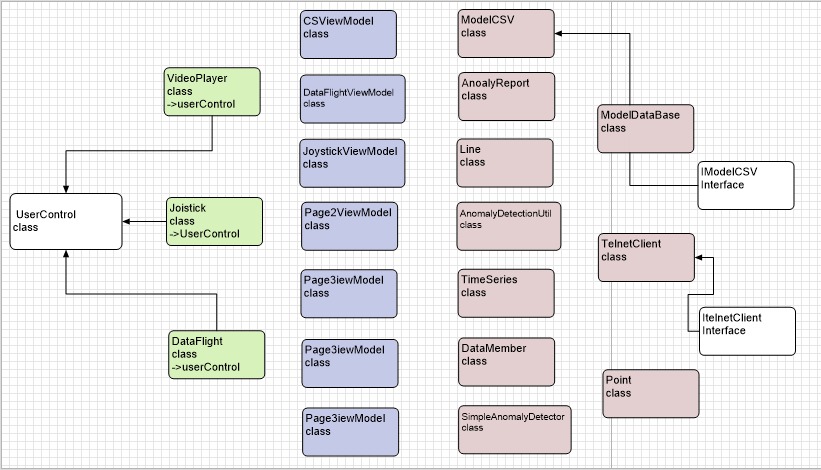 CSViewModel
class
ModelCSV
class
VideoPlayer
class
->userControl
DataFlightViewModel
class
AnoalyReport
class
ModelDataBase
class
JoystickViewModel
class
Line
class
IModelCSV
Interface
UserControl
class
Joistick
class
->UserControl
Page2ViewModel
class
AnomalyDetectionUtil
class
TelnetClient
class
Page3iewModel
class
TimeSeries
class
ItelnetClient
Interface
DataFlight
class
->userControl
Page3iewModel
class
DataMember
class
Point
class
Page3iewModel
class
SimpleAnomalyDetector
class